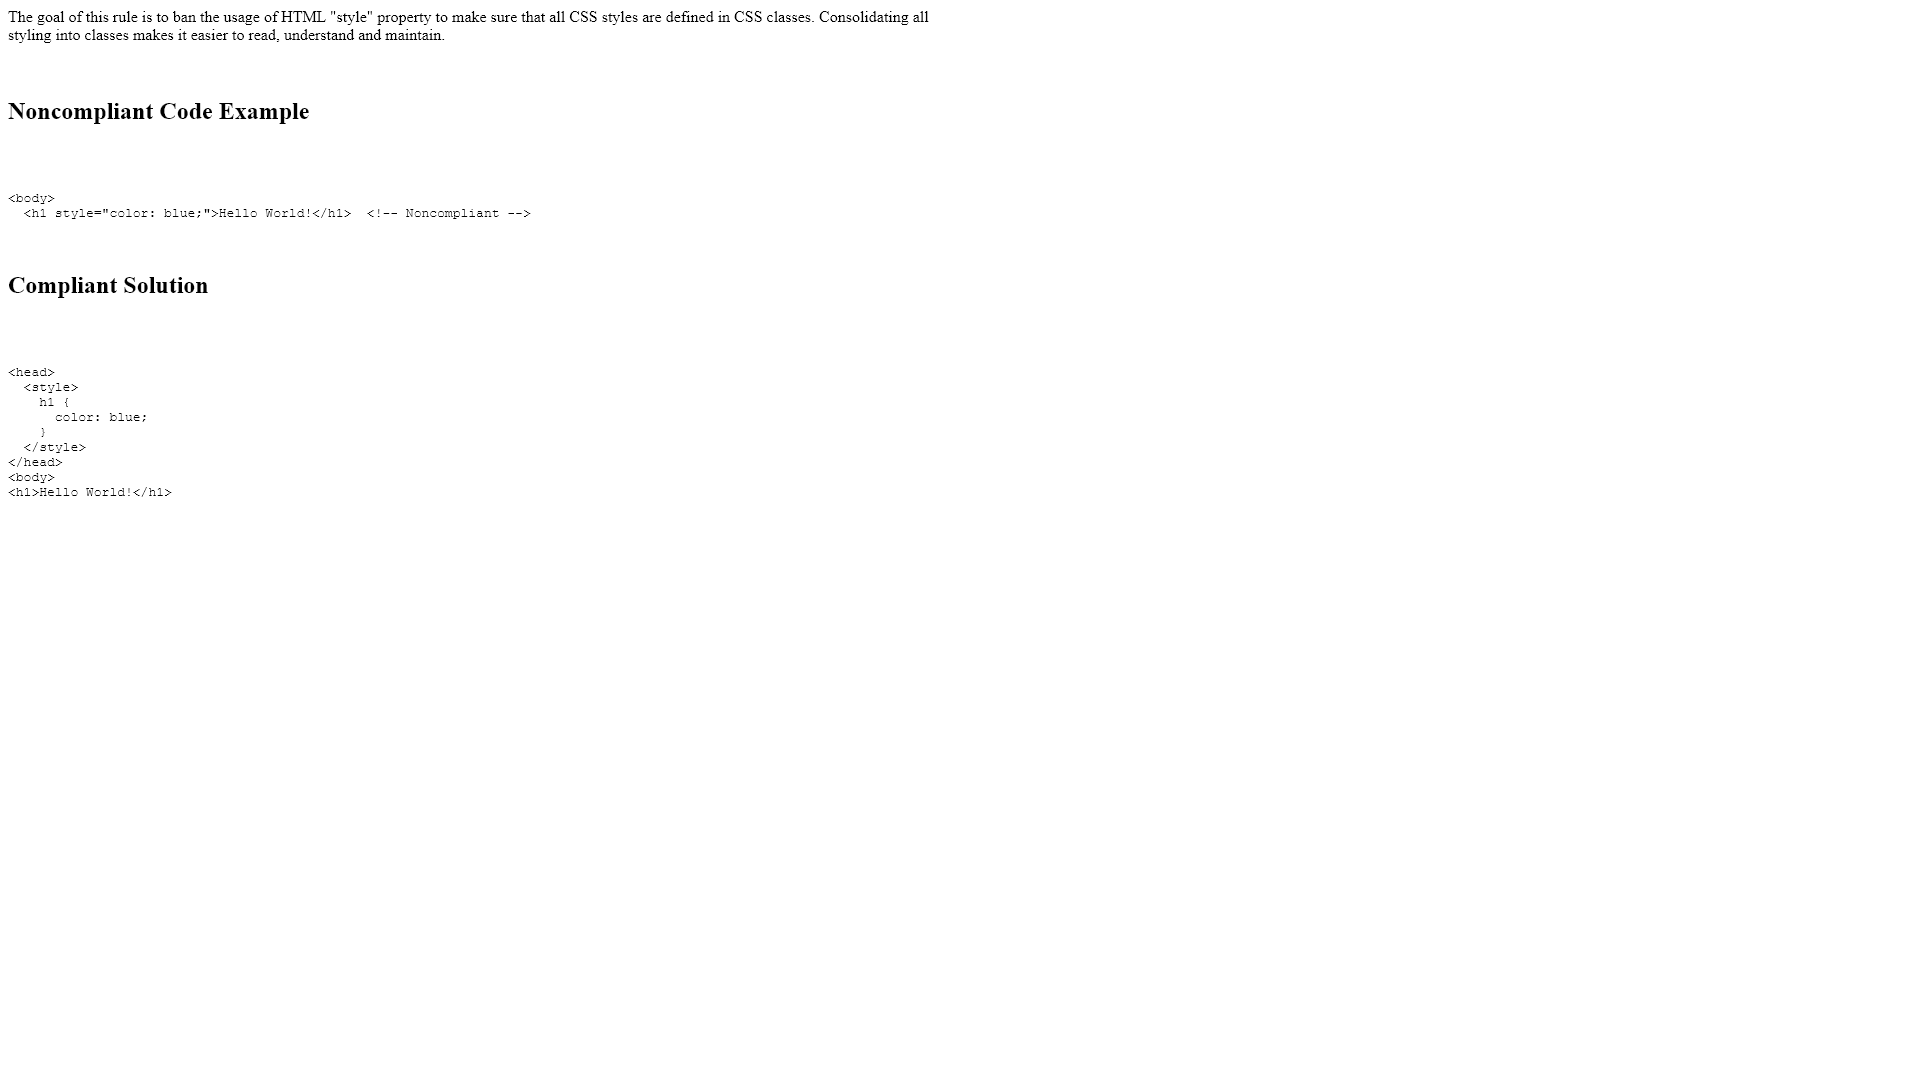 The goal of this rule is to ban the usage of HTML "style" property to make sure that all CSS styles are defined in CSS classes. Consolidating all
styling into classes makes it easier to read, understand and maintain.
Noncompliant Code Example
<body>
  <h1 style="color: blue;">Hello World!</h1>  <!-- Noncompliant -->
Compliant Solution
<head>
  <style>
    h1 {
      color: blue;
    }
  </style>
</head>
<body>
<h1>Hello World!</h1>